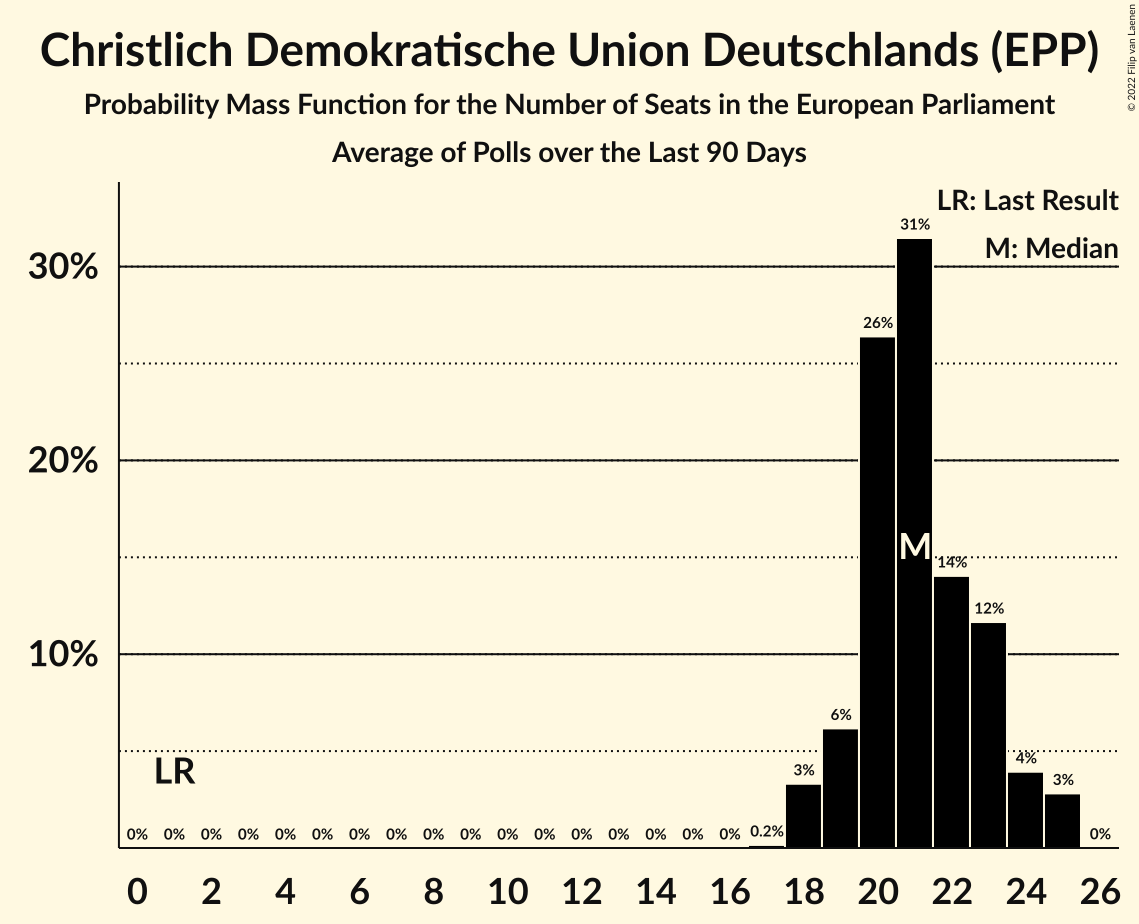 Christlich Demokratische Union Deutschlands (EPP)
Probability Mass Function for the Number of Seats in the European Parliament
Average of Polls over the Last 90 Days
© 2022 Filip van Laenen
LR: Last Result
M: Median
30%
20%
10%
31%
26%
M
14%
12%
6%
LR
3%
4%
3%
0% 0% 0% 0% 0% 0% 0% 0% 0% 0% 0% 0% 0% 0% 0% 0% 0% 0.2% 0%
0 2 4 6 8 10 12 14 16 18 20 22 24 26